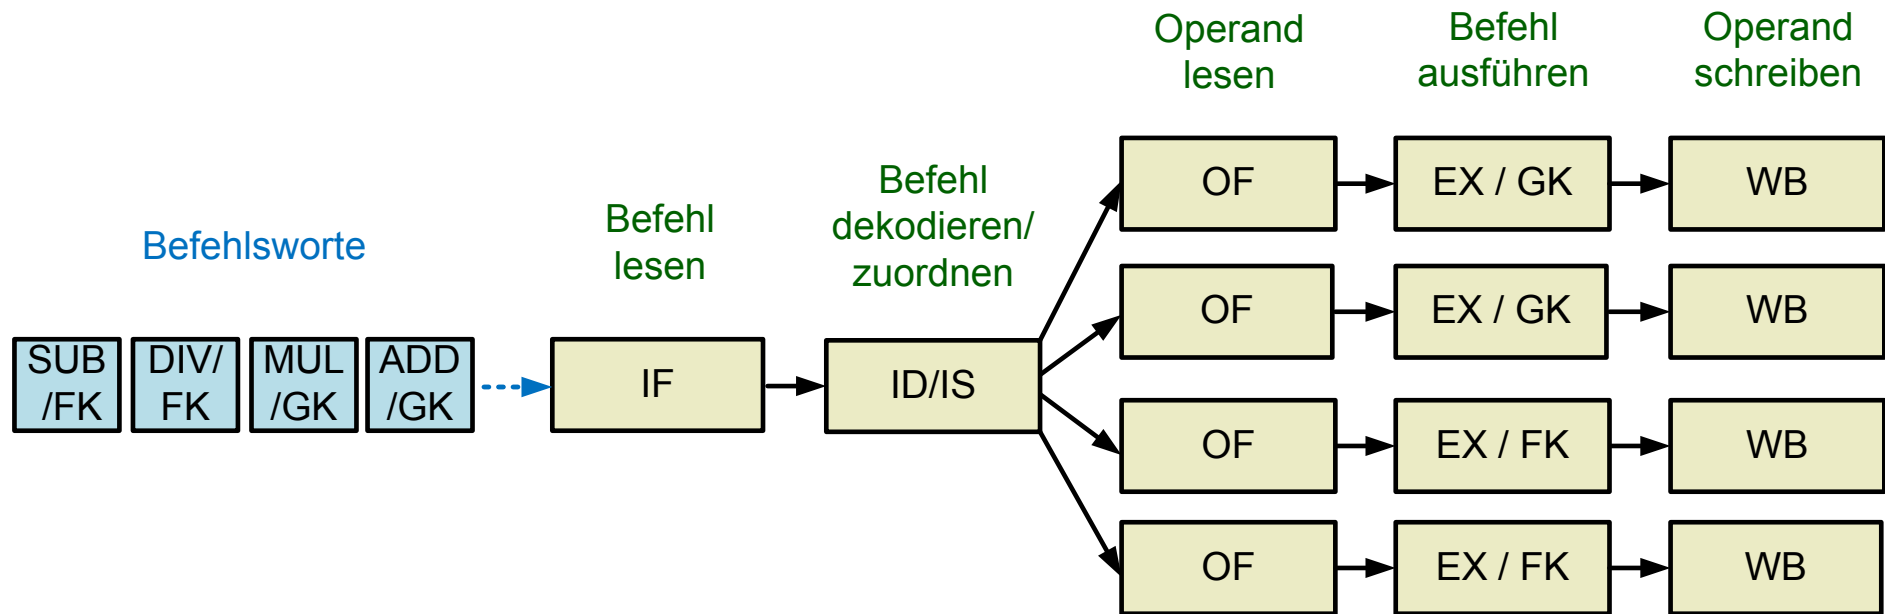 Operand
lesen
Befehl
ausführen
Operand
schreiben
Befehl
dekodieren/
zuordnen
Befehl
lesen
Befehlsworte
SUB
/FK
DIV/
FK
MUL
/GK
ADD
/GK
IF
ID/IS
OF
EX / GK
WB
OF
EX / GK
WB
OF
EX / FK
WB
OF
EX / FK
WB